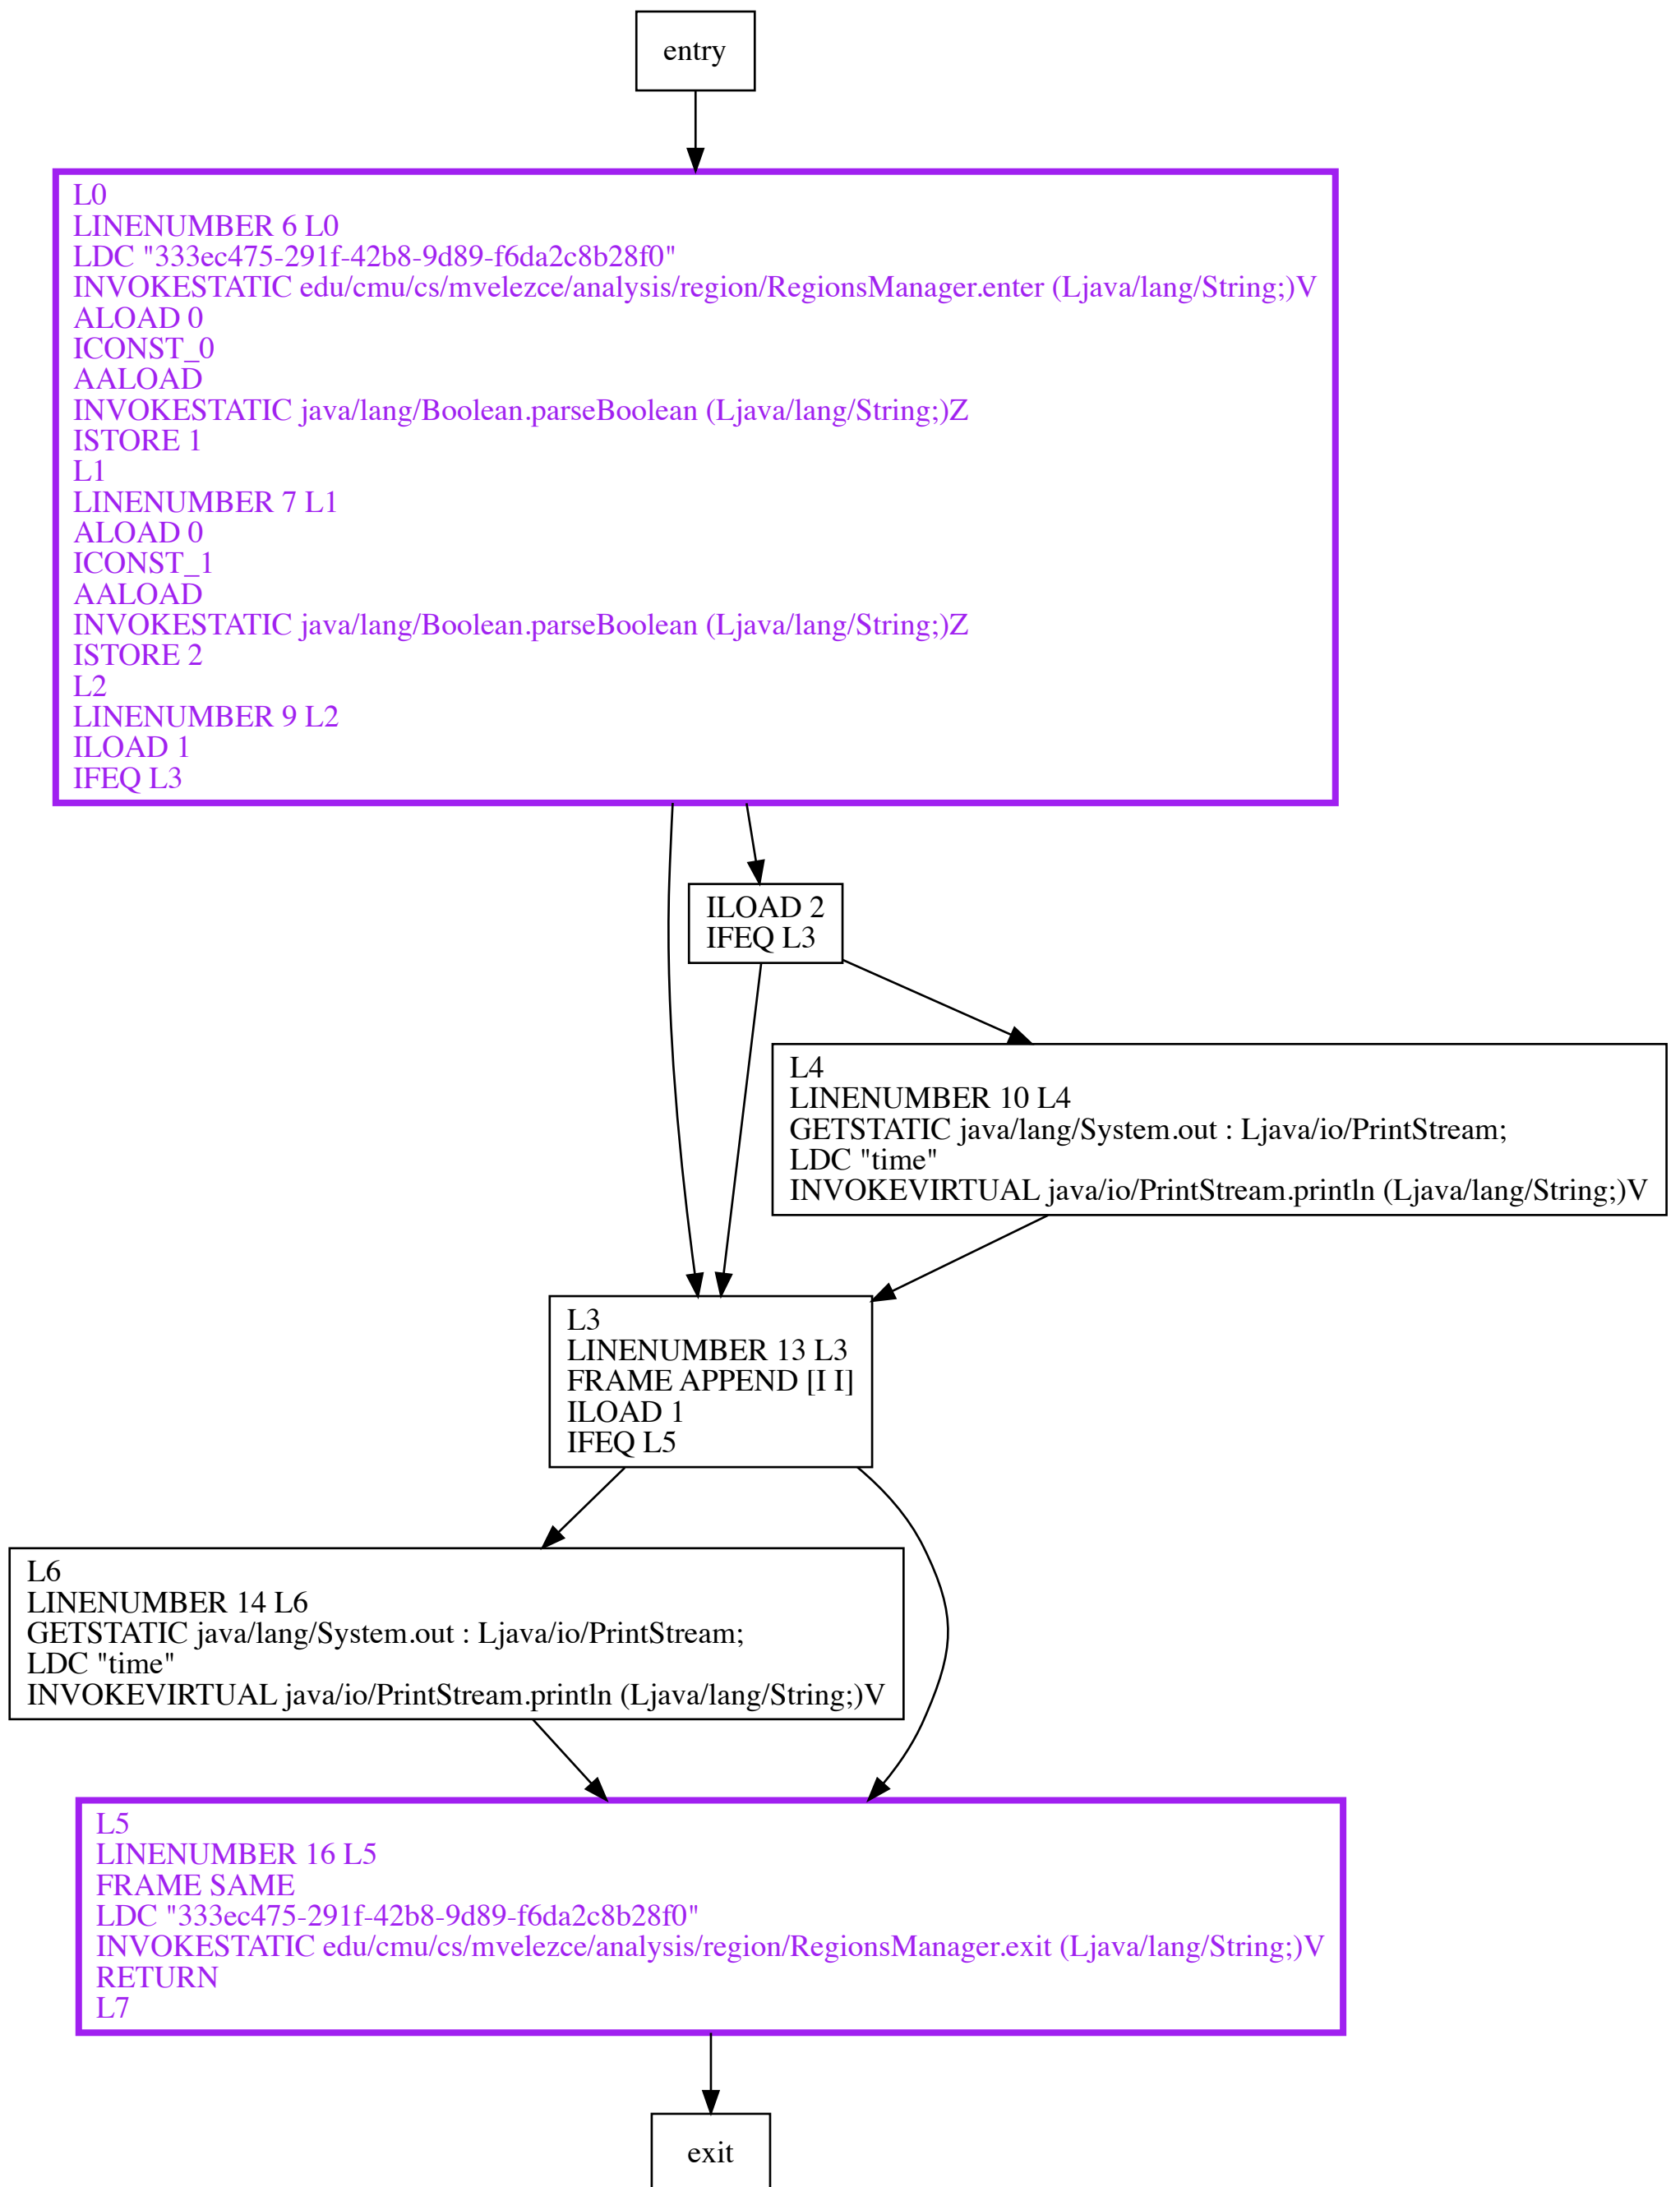 entry
L0
LINENUMBER 6 L0
LDC "333ec475-291f-42b8-9d89-f6da2c8b28f0"
INVOKESTATIC edu/cmu/cs/mvelezce/analysis/region/RegionsManager.enter (Ljava/lang/String;)V
ALOAD 0
ICONST_0
AALOAD
INVOKESTATIC java/lang/Boolean.parseBoolean (Ljava/lang/String;)Z
ISTORE 1
L1
LINENUMBER 7 L1
ALOAD 0
ICONST_1
AALOAD
INVOKESTATIC java/lang/Boolean.parseBoolean (Ljava/lang/String;)Z
ISTORE 2
L2
LINENUMBER 9 L2
ILOAD 1
IFEQ L3
ILOAD 2
IFEQ L3
L4
LINENUMBER 10 L4
GETSTATIC java/lang/System.out : Ljava/io/PrintStream;
LDC "time"
INVOKEVIRTUAL java/io/PrintStream.println (Ljava/lang/String;)V
L3
LINENUMBER 13 L3
FRAME APPEND [I I]
ILOAD 1
IFEQ L5
L6
LINENUMBER 14 L6
GETSTATIC java/lang/System.out : Ljava/io/PrintStream;
LDC "time"
INVOKEVIRTUAL java/io/PrintStream.println (Ljava/lang/String;)V
L5
LINENUMBER 16 L5
FRAME SAME
LDC "333ec475-291f-42b8-9d89-f6da2c8b28f0"
INVOKESTATIC edu/cmu/cs/mvelezce/analysis/region/RegionsManager.exit (Ljava/lang/String;)V
RETURN
L7
exit